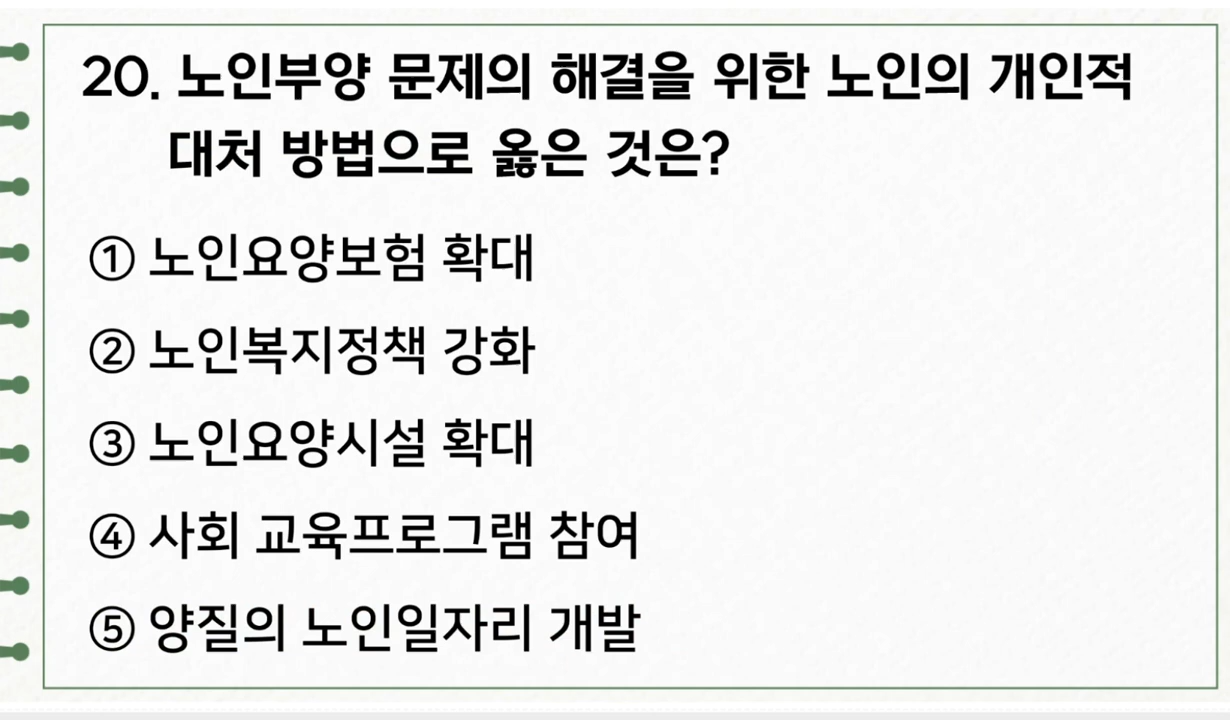 20. 노인부양 문제의 해결을 위한 노인의 개인적
대처 방법으로 옳은 것은?
① 노인요양보험 확대
② 노인복지정책 강화
③ 노인요양시설 확대
④ 사회 교육프로그램 참여
⑤ 양질의 노인일자리 개발